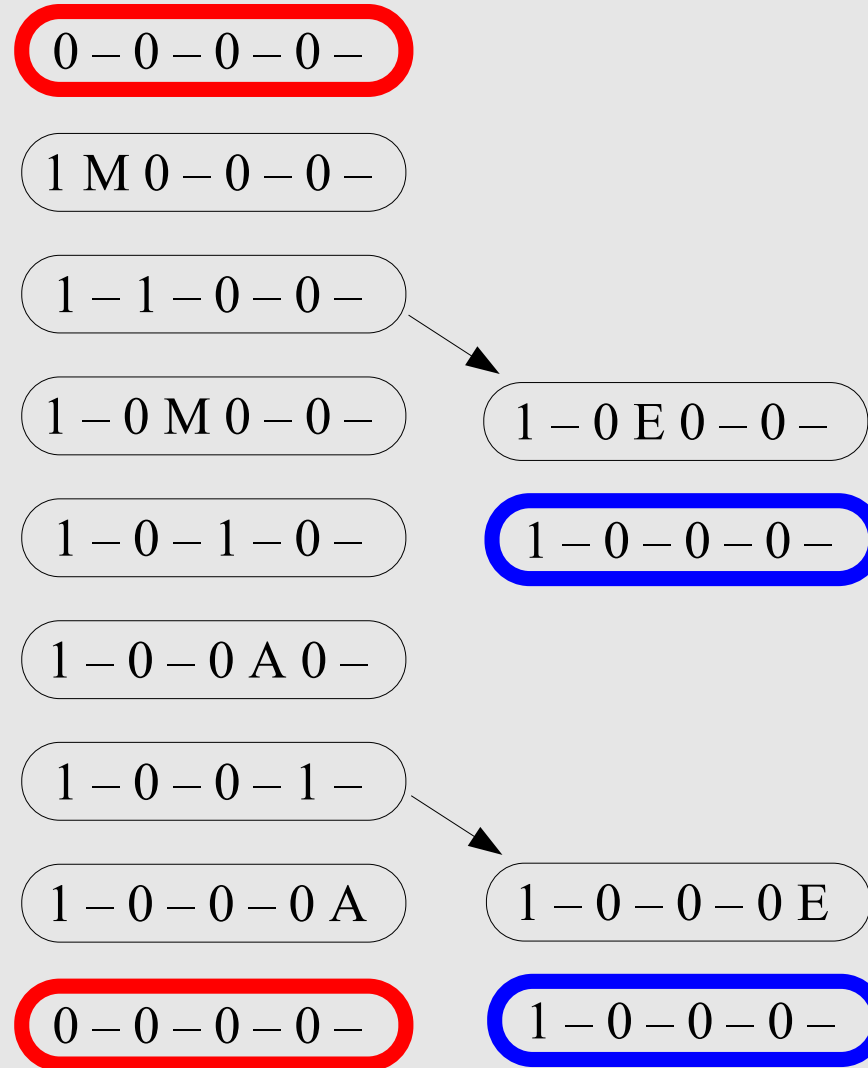 0 – 0 – 0 – 0 –
1 M 0 – 0 – 0 –
1 – 1 – 0 – 0 –
1 – 0 M 0 – 0 –
1 – 0 E 0 – 0 –
1 – 0 – 1 – 0 –
1 – 0 – 0 – 0 –
1 – 0 – 0 A 0 –
1 – 0 – 0 – 1 –
1 – 0 – 0 – 0 A
1 – 0 – 0 – 0 E
0 – 0 – 0 – 0 –
1 – 0 – 0 – 0 –